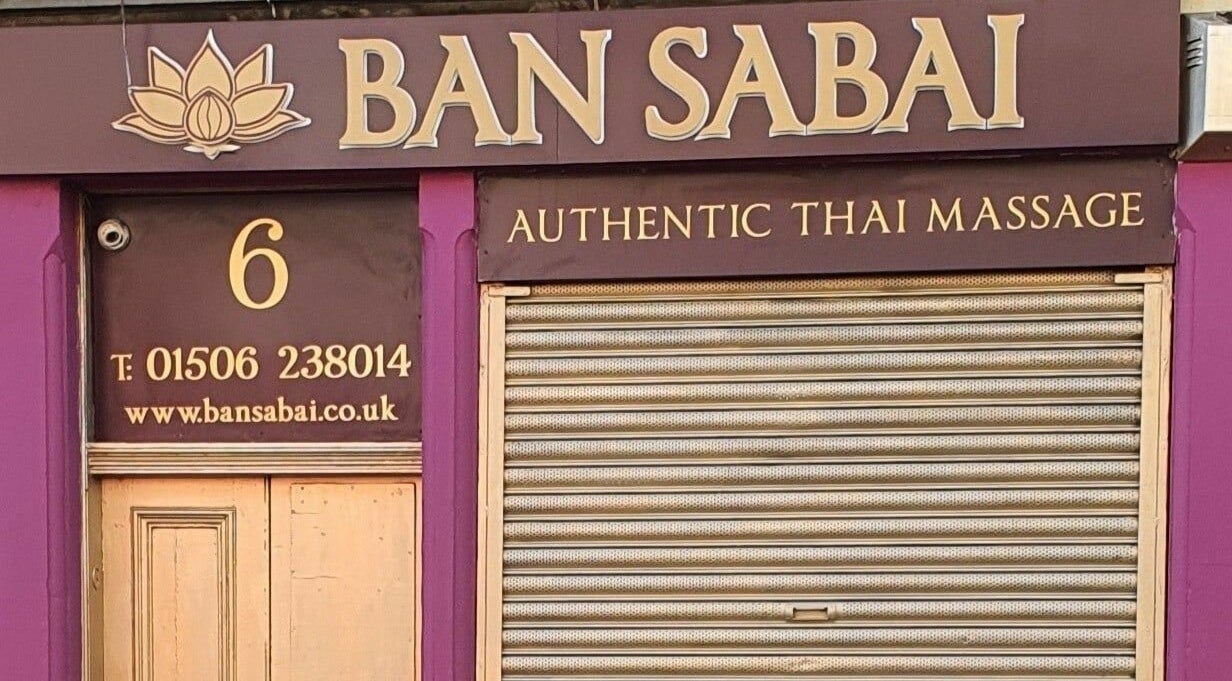 BAN SABAI
AUTHENTIC THAI MASSAGE
6
T: 01506 238014
www.bansabai.co.uk